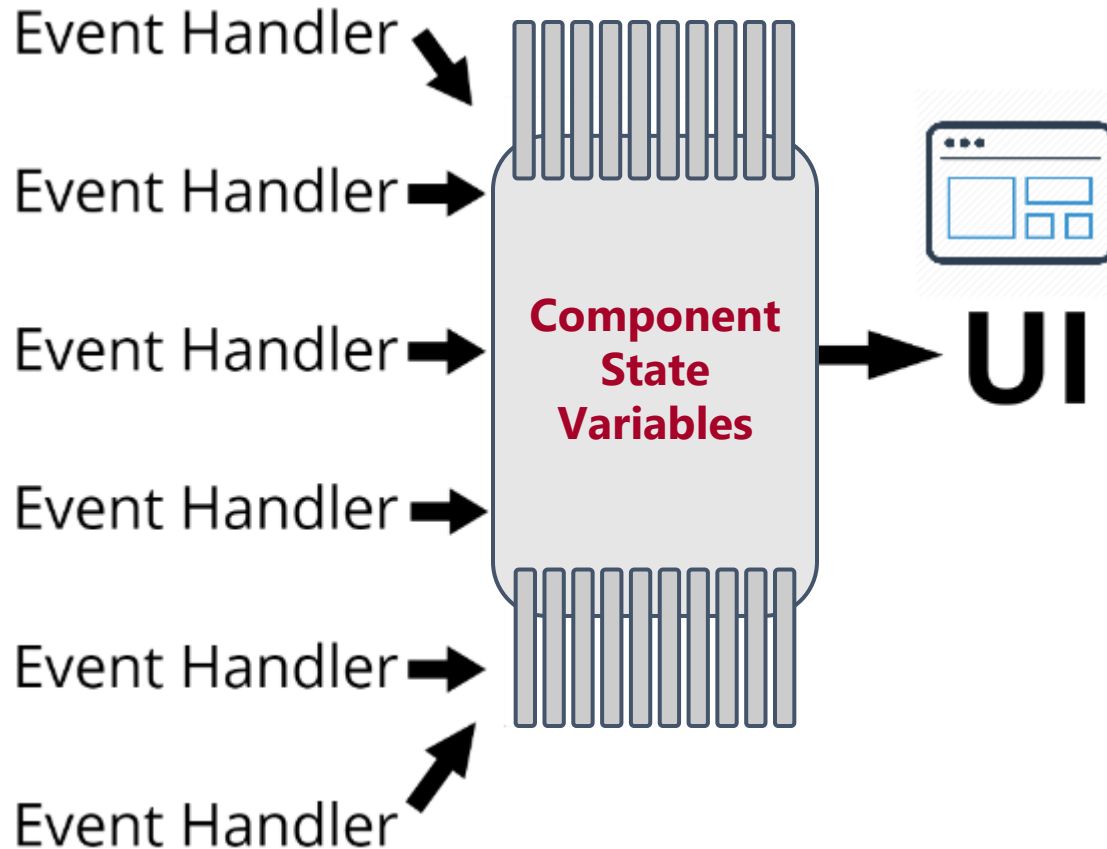 Event Handler
Event Handler
Event Handler
Event Handler
Event Handler
Event Handler
Component
State
Variables
UI